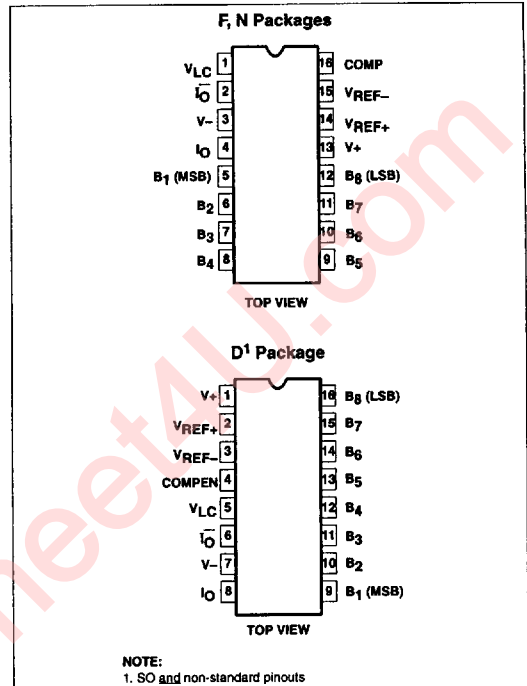 F, N Packages
VLC 1 16 COMP
I̅O̅ 2 15 VREF–
V– 3 14 VREF+
IO 4 13 V+
B1 (MSB) 5 12 B8 (LSB)
B2 6 11 B7
B3 7 10 B6
B4 8 9 B5
TOP VIEW
D1 Package
V+ 1 16 B8 (LSB)
VREF+ 2 15 B7
VREF– 3 14 B6
COMPEN 4 13 B5
VLC 5 12 B4
I̅O̅ 6 11 B3
V– 7 10 B2
IO 8 9 B1 (MSB)
TOP VIEW
NOTE:
1. SO and non-standard pinouts
neet4U.com